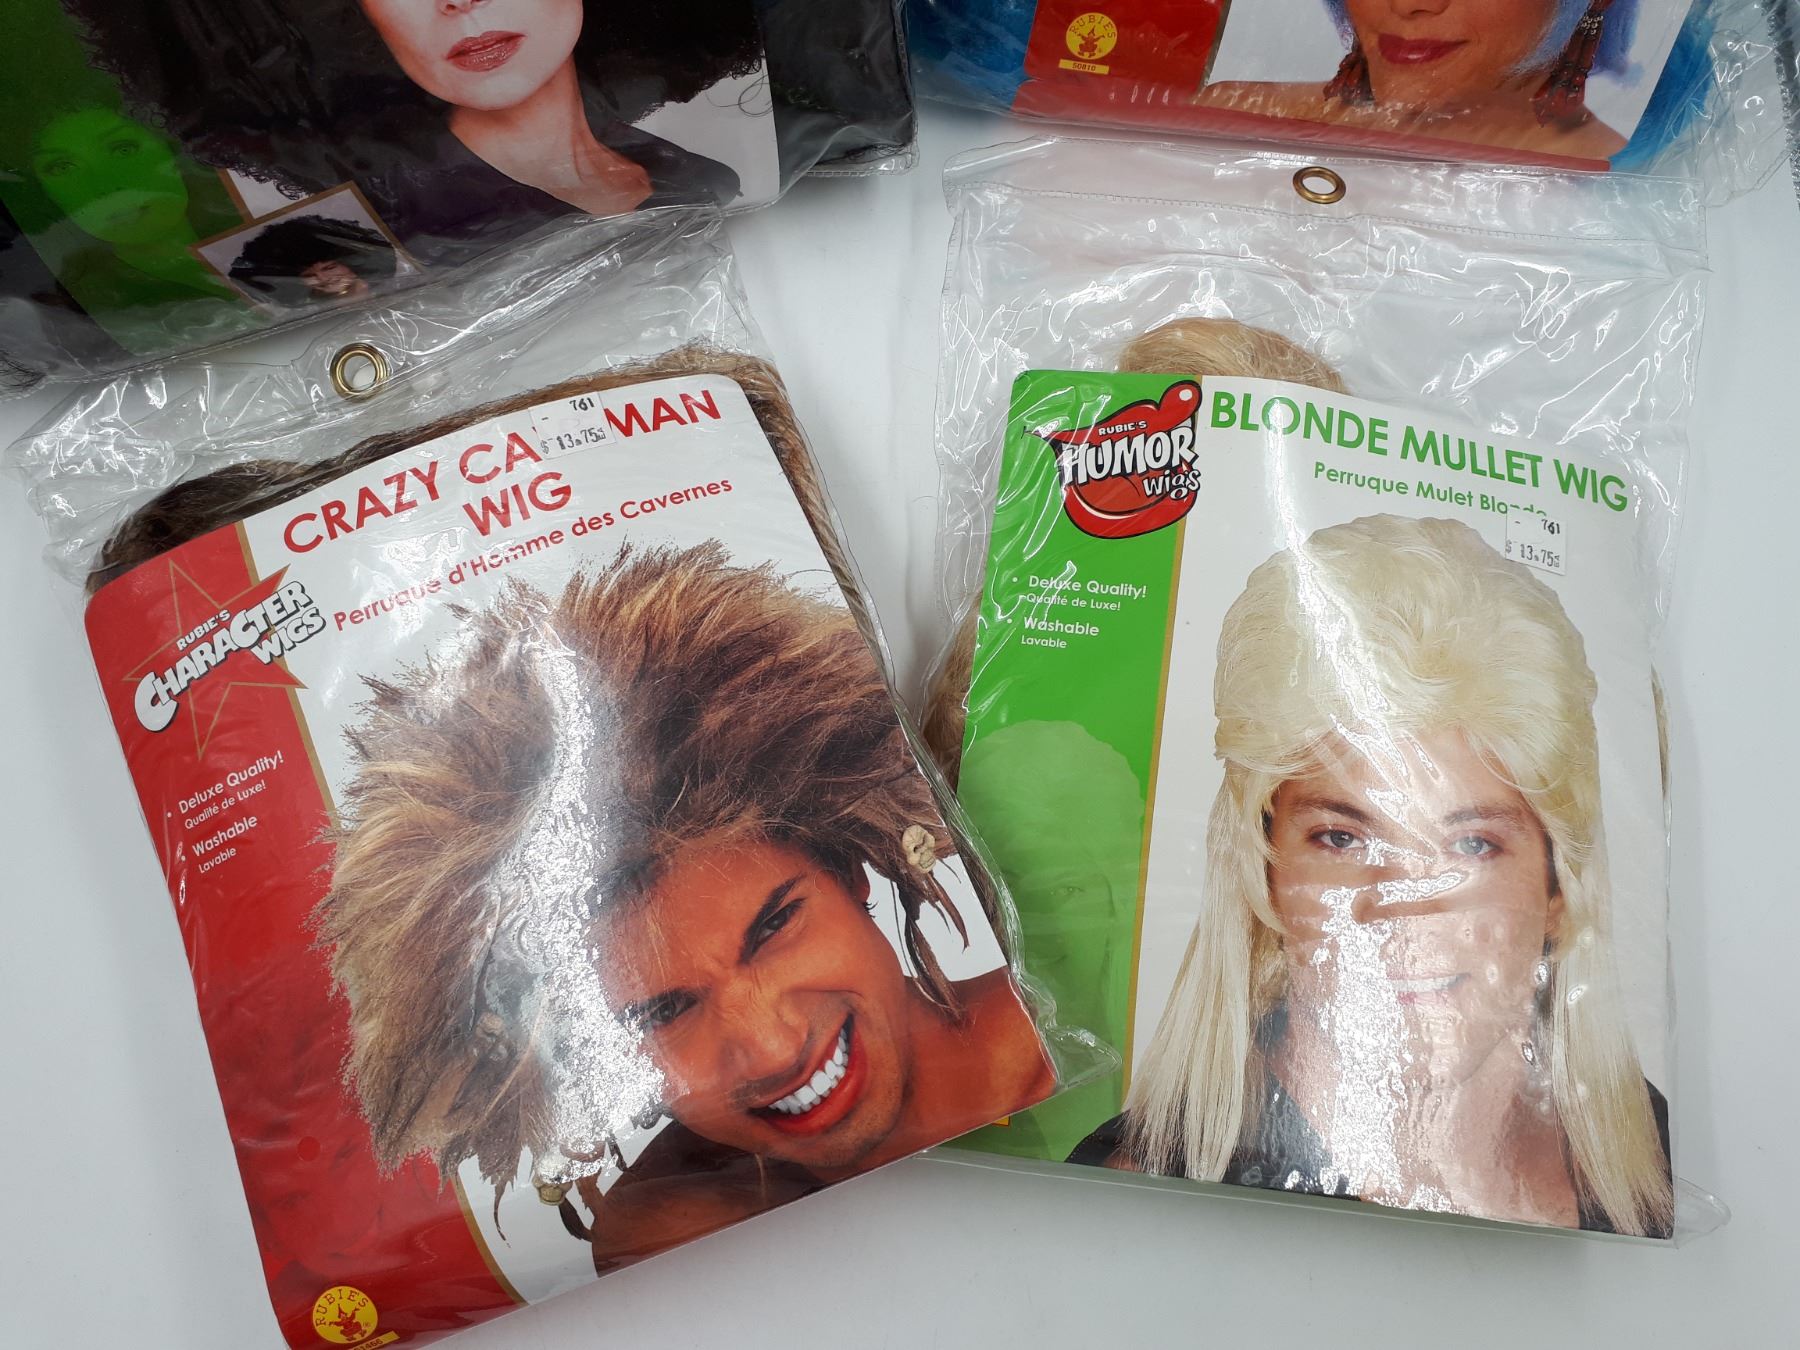 RUBIE'S
50810
CRAZY CA MAN
WIG
Perruque d'Homme des Cavernes
761
$ 13.75
RUBIE'S
CHARACTER
WIGS
• Deluxe Quality!
Qualité de Luxe!
• Washable
Lavable
RUBIE'S
RUBIE'S
HUMOR
Wigs
BLONDE MULLET WIG
Perruque Mulet Blonde
761
$ 13.75
• Deluxe Quality!
Qualité de Luxe!
• Washable
Lavable